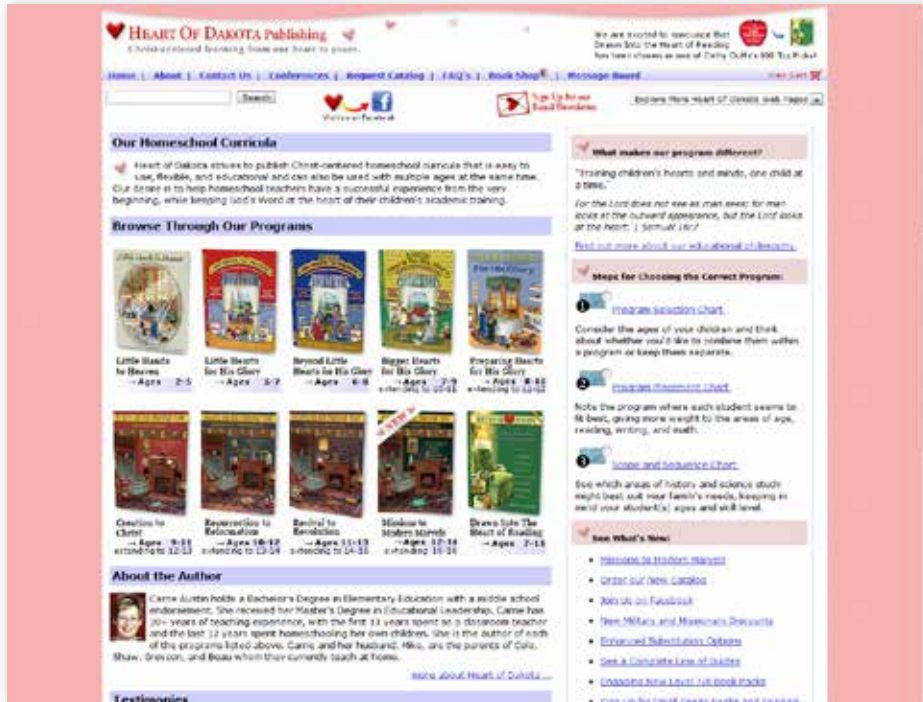 HEART OF DAKOTA Publishing
Christ-centered learning from our heart to yours.
We are excited to announce that
Drawn Into the Heart of Reading
has been chosen as one of Cathy Duffy's 100 Top Picks!
Home | About | Contact Us | Conferences | Request Catalog | FAQ's | Book Shop | Message Board
View Cart
Search
Visit us on Facebook
Sign Up for our
Email Newsletter
Explore More Heart Of Dakota Web Pages
Our Homeschool Curricula
Heart of Dakota strives to publish Christ-centered homeschool curricula that is easy to
use, flexible, and educational and can also be used with multiple ages at the same time.
Our desire is to help homeschool teachers have a successful experience from the very
beginning, while keeping God's Word at the heart of their children's academic training.
Browse Through Our Programs
Little Hands
to Heaven
→ Ages 2-5
Little Hearts
for His Glory
→ Ages 5-7
Beyond Little
Hearts for His Glory
→ Ages 6-8
Bigger Hearts
for His Glory
→ Ages 7-9
extending to 10-11
Preparing Hearts
for His Glory
→ Ages 8-10
extending to 11-12
NEW
Creation to
Christ
→ Ages 9-11
extending to 12-13
Resurrection to
Reformation
→ Ages 10-12
extending to 13-14
Revival to
Revolution
→ Ages 11-13
extending to 14-15
Missions to
Modern Marvels
→ Ages 12-14
extending 15-16
Drawn Into The
Heart of Reading
→ Ages 7-15
About the Author
Carrie Austin holds a Bachelor's Degree in Elementary Education with a middle school
endorsement. She received her Master's Degree in Educational Leadership. Carrie has
20+ years of teaching experience, with the first 11 years spent as a classroom teacher
and the last 12 years spent homeschooling her own children. She is the author of each
of the programs listed above. Carrie and her husband, Mike, are the parents of Cole,
Shaw, Greyson, and Beau whom they currently teach at home.
more about Heart of Dakota ...
Testimonies
What makes our program different?
"Training children's hearts and minds, one child at
a time."
For the Lord does not see as man sees; for man
looks at the outward appearance, but the Lord looks
at the heart. 1 Samuel 16:7
Find out more about our educational philosophy.
Steps for Choosing the Correct Program:
1 Program Selection Chart
Consider the ages of your children and think
about whether you'd like to combine them within
a program or keep them separate.
2 Program Placement Chart
Note the program where each student seems to
fit best, giving more weight to the areas of age,
reading, writing, and math.
3 Scope and Sequence Chart
See which areas of history and science study
might best suit your family's needs, keeping in
mind your student(s) ages and skill level.
See What's New:
• Missions to Modern Marvels
• Order our New Catalog
• Join Us on Facebook
• New Military and Missionary Discounts
• Enhanced Substitution Options
• See a Complete Line of Guides
• Engaging New Level 7/8 Book Packs